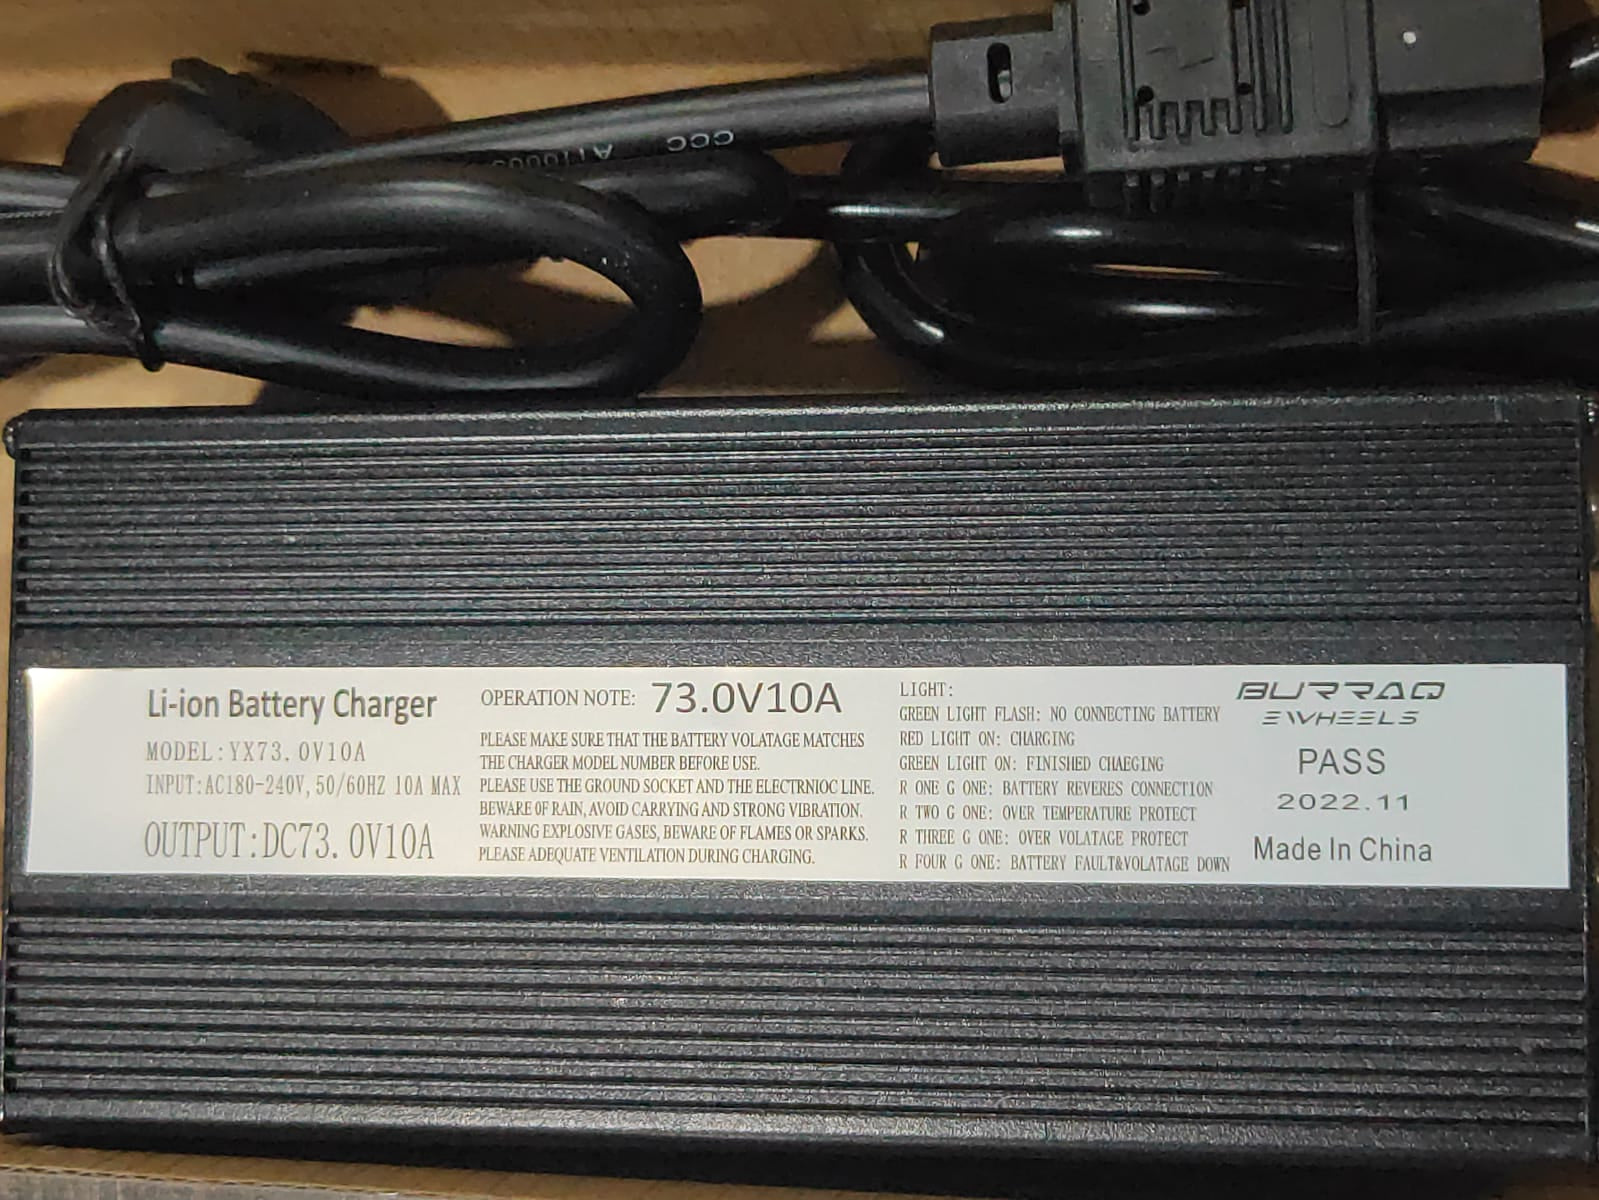 CCC
Li-ion Battery Charger
MODEL:YX73.0V10A
INPUT:AC180-240V, 50/60HZ 10A MAX
OUTPUT:DC73.0V10A
OPERATION NOTE: 73.0V10A
PLEASE MAKE SURE THAT THE BATTERY VOLATAGE MATCHES
THE CHARGER MODEL NUMBER BEFORE USE.
PLEASE USE THE GROUND SOCKET AND THE ELECTRNIOC LINE.
BEWARE OF RAIN, AVOID CARRYING AND STRONG VIBRATION.
WARNING EXPLOSIVE GASES, BEWARE OF FLAMES OR SPARKS.
PLEASE ADEQUATE VENTILATION DURING CHARGING.
LIGHT:
GREEN LIGHT FLASH: NO CONNECTING BATTERY
RED LIGHT ON: CHARGING
GREEN LIGHT ON: FINISHED CHAEGING
R ONE G ONE: BATTERY REVERES CONNECTION
R TWO G ONE: OVER TEMPERATURE PROTECT
R THREE G ONE: OVER VOLATAGE PROTECT
R FOUR G ONE: BATTERY FAULT&VOLATAGE DOWN
BURRAQ
EWHEELS
PASS
2022.11
Made In China